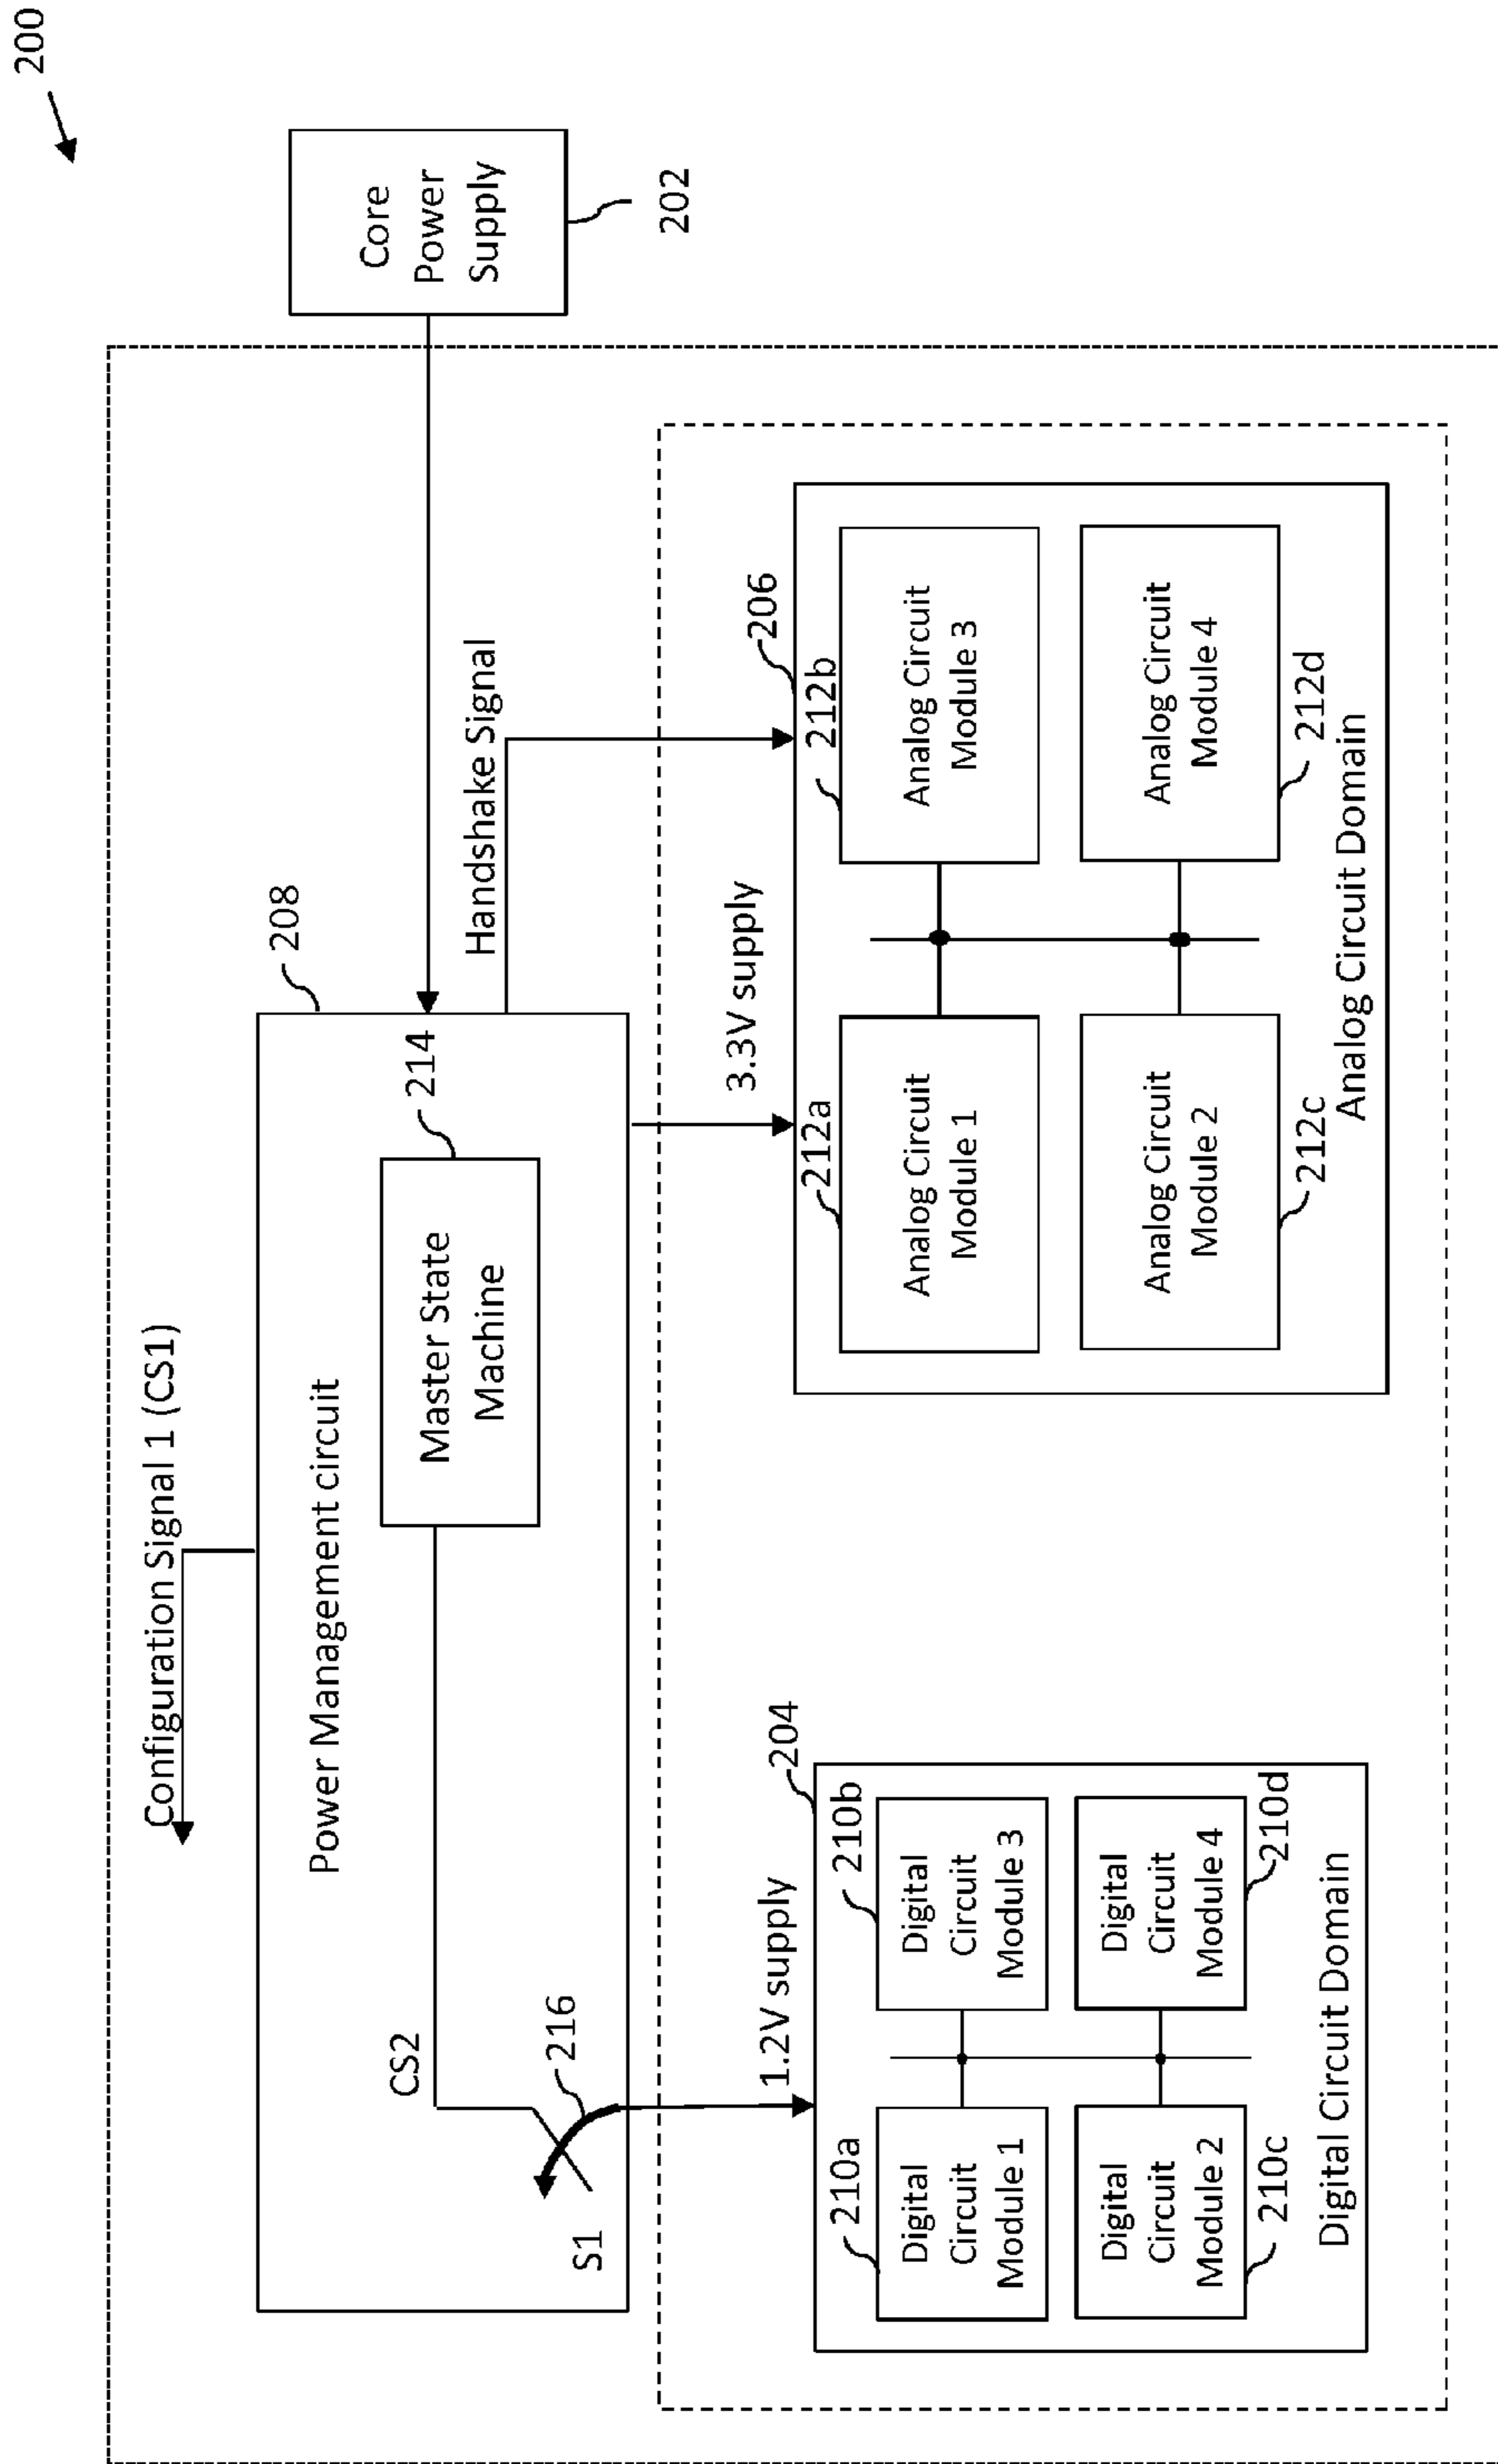 200
Configuration Signal 1 (CS1)
Power Management circuit
208
Core
Power
Supply
202
Master State
Machine
214
CS2
216
S1
Handshake Signal
1.2V supply
3.3V supply
204
210a
Digital
Circuit
Module 1
210b
Digital
Circuit
Module 3
Digital
Circuit
Module 2
210c
Digital
Circuit
Module 4
210d
Digital Circuit Domain
206
212a
Analog Circuit
Module 1
212b
Analog Circuit
Module 3
Analog Circuit
Module 2
212c
Analog Circuit
Module 4
212d
Analog Circuit Domain